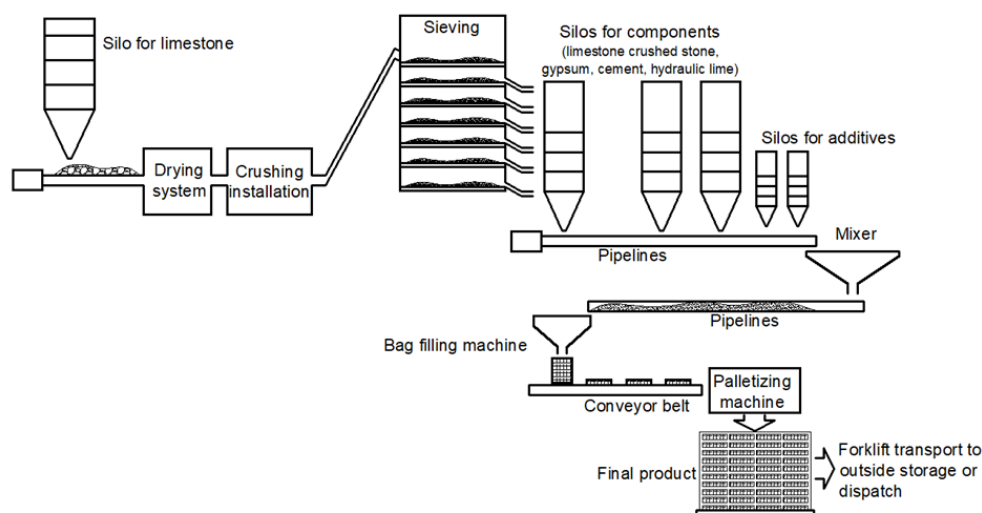 Silo for limestone
Sieving
Silos for components
(limestone crushed stone,
gypsum, cement, hydraulic lime)
Silos for additives
Drying
system
Crushing
installation
Mixer
Pipelines
Pipelines
Bag filling machine
Conveyor belt
Palletizing
machine
Final product
Forklift transport to
outside storage or
dispatch